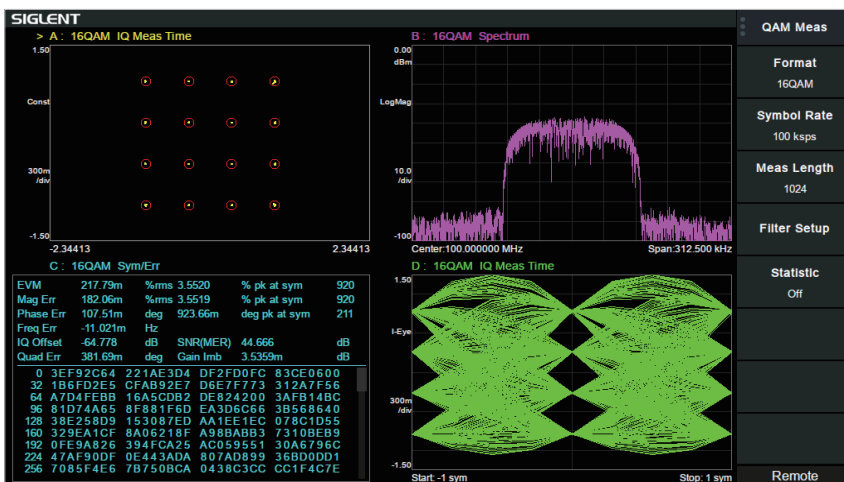 SIGLENT
> A : 16QAM IQ Meas Time
1.50
Const
300m
/div
-1.50
-2.34413 2.34413
B : 16QAM Spectrum
0.00
dBm
LogMag
10.0
/div
-100
Center:100.000000 MHz Span:312.500 kHz
C : 16QAM Sym/Err
EVM 217.79m %rms 3.5520 % pk at sym 920
Mag Err 182.06m %rms 3.5519 % pk at sym 920
Phase Err 107.51m deg 923.66m deg pk at sym 211
Freq Err -11.021m Hz
IQ Offset -64.778 dB SNR(MER) 44.666 dB
Quad Err 381.69m deg Gain Imb 3.5359m dB
0 3EF92C64 221AE3D4 DF2FD0FC 83CE0600
32 1B6FD2E5 CFAB92E7 D6E7F773 312A7F56
64 A7D4FEBB 16A5CDB2 DE824200 3AFB14BC
96 81D74A65 8F881F6D EA3D6C66 3B568640
128 38E258D9 153087ED AA1EE1EC 078C1D55
160 329EA1CF 8A06218F A98BABB3 7310BEB9
192 0FE9A826 394FCA25 AC059551 30A6796C
224 47AF90DF 0E443ADA 807AD899 36BD0DD1
256 7085F4E6 7B750BCA 0438C3CC CC1F4C7E
D : 16QAM IQ Meas Time
1.50
I-Eye
300m
/div
-1.50
Start: -1 sym Stop: 1 sym
QAM Meas
Format
16QAM
Symbol Rate
100 ksps
Meas Length
1024
Filter Setup
Statistic
Off
Remote